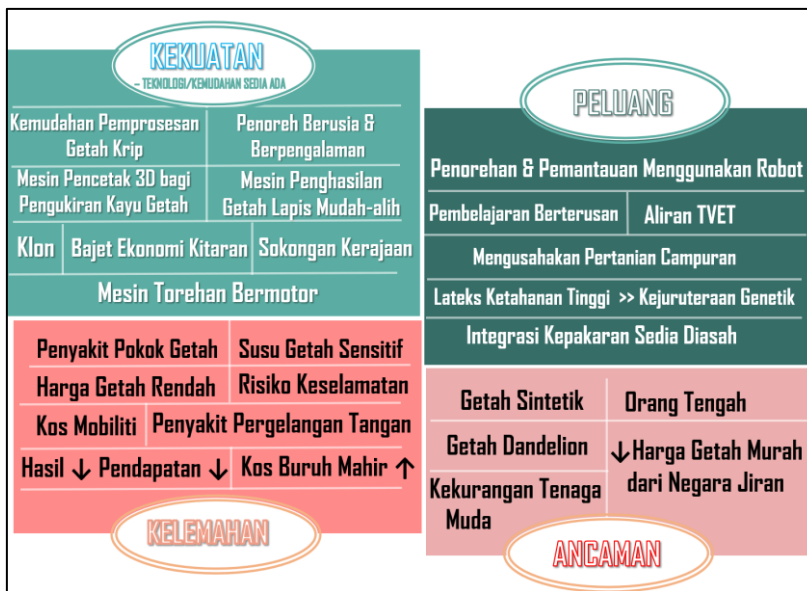 KEKUATAN
– TEKNOLOGI/KEMUDAHAN SEDIA ADA
Kemudahan Pemprosesan
Getah Krip
Penoreh Berusia &
Berpengalaman
Mesin Pencetak 3D bagi
Pengukiran Kayu Getah
Mesin Penghasilan
Getah Lapis Mudah-alih
Klon
Bajet Ekonomi Kitaran
Sokongan Kerajaan
Mesin Torehan Bermotor
PELUANG
Penorehan & Pemantauan Menggunakan Robot
Pembelajaran Berterusan
Aliran TVET
Mengusahakan Pertanian Campuran
Lateks Ketahanan Tinggi >> Kejuruteraan Genetik
Integrasi Kepakaran Sedia Diasah
Penyakit Pokok Getah
Susu Getah Sensitif
Harga Getah Rendah
Risiko Keselamatan
Kos Mobiliti
Penyakit Pergelangan Tangan
Hasil ↓ Pendapatan ↓
Kos Buruh Mahir ↑
KELEMAHAN
Getah Sintetik
Orang Tengah
Getah Dandelion
↓Harga Getah Murah
dari Negara Jiran
Kekurangan Tenaga
Muda
ANCAMAN